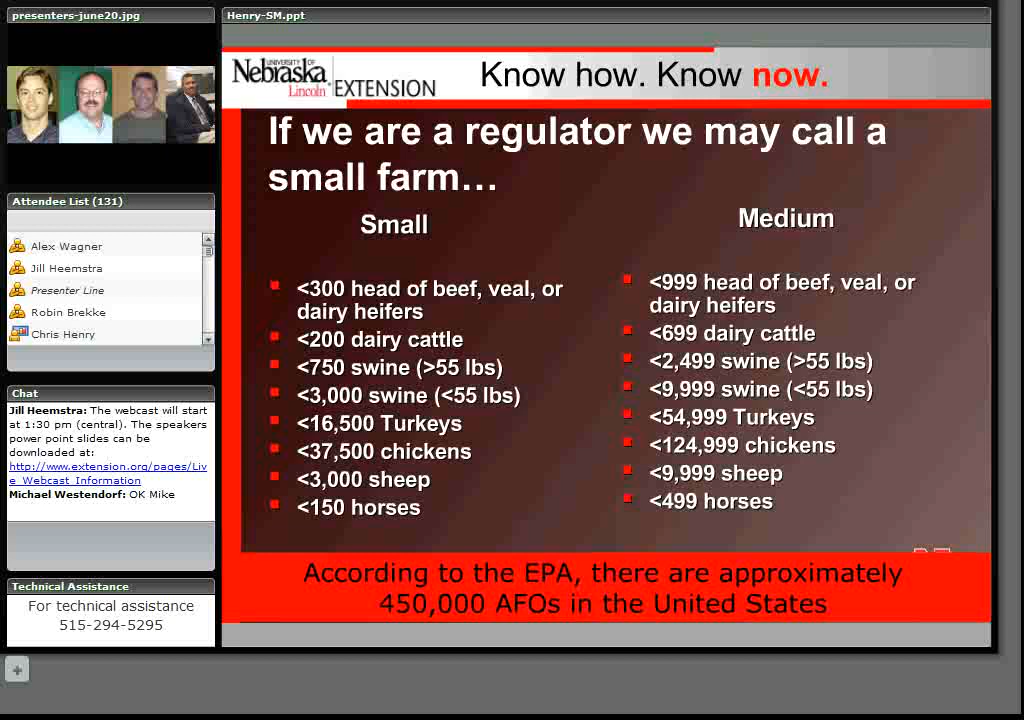 presenters-june20.jpg
Attendee List (131)
Alex Wagner
Jill Heemstra
Presenter Line
Robin Brekke
Chris Henry
Chat
Jill Heemstra: The webcast will start
at 1:30 pm (central). The speakers
power point slides can be
downloaded at:
http://www.extension.org/pages/Liv
e_Webcast_Information
Michael Westendorf: OK Mike
Technical Assistance
For technical assistance
515-294-5295
Henry-SM.ppt
UNIVERSITY OF
Nebraska
Lincoln
EXTENSION
Know how. Know now.
If we are a regulator we may call a
small farm…
Small
<300 head of beef, veal, or
dairy heifers
<200 dairy cattle
<750 swine (>55 lbs)
<3,000 swine (<55 lbs)
<16,500 Turkeys
<37,500 chickens
<3,000 sheep
<150 horses
Medium
<999 head of beef, veal, or
dairy heifers
<699 dairy cattle
<2,499 swine (>55 lbs)
<9,999 swine (<55 lbs)
<54,999 Turkeys
<124,999 chickens
<9,999 sheep
<499 horses
According to the EPA, there are approximately
450,000 AFOs in the United States